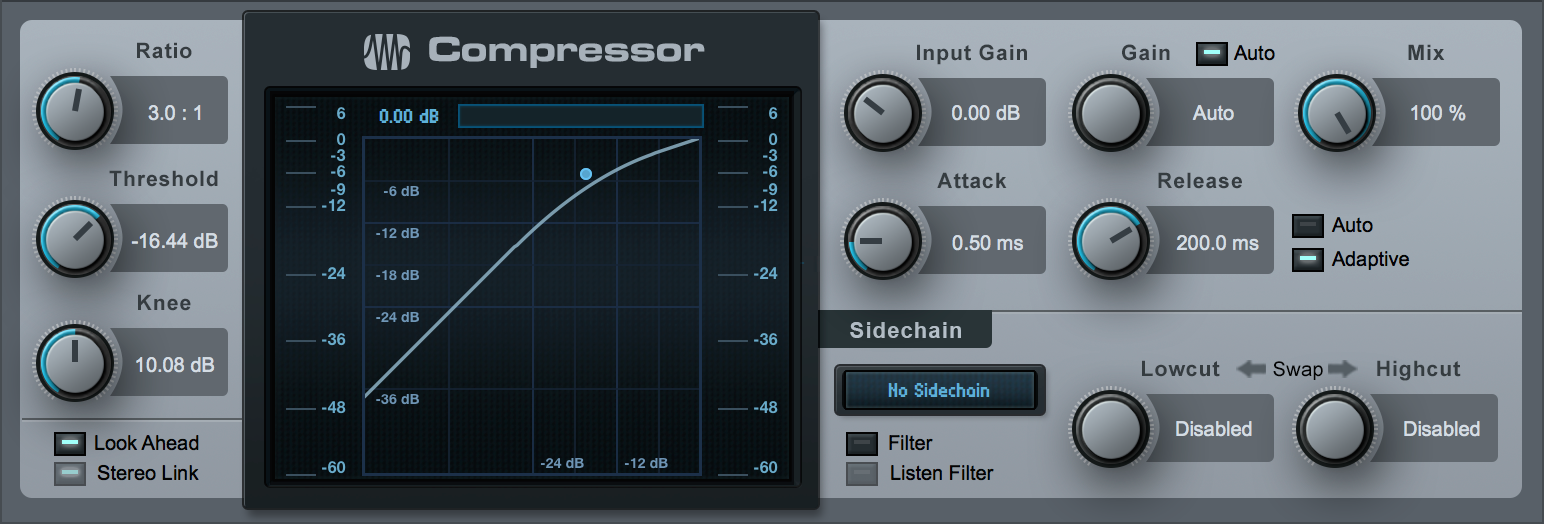 Compressor
Ratio
3.0 : 1
Threshold
-16.44 dB
Knee
10.08 dB
Look Ahead
Stereo Link
6
0
-3
-6
-9
-12
-24
-36
-48
-60
0.00 dB
-6 dB
-12 dB
-18 dB
-24 dB
-36 dB
-24 dB -12 dB
6
0
-3
-6
-9
-12
-24
-36
-48
-60
Input Gain
0.00 dB
Gain
Auto
Auto
Mix
100 %
Attack
0.50 ms
Release
200.0 ms
Auto
Adaptive
Sidechain
No Sidechain
Filter
Listen Filter
Lowcut Swap Highcut
Disabled
Disabled